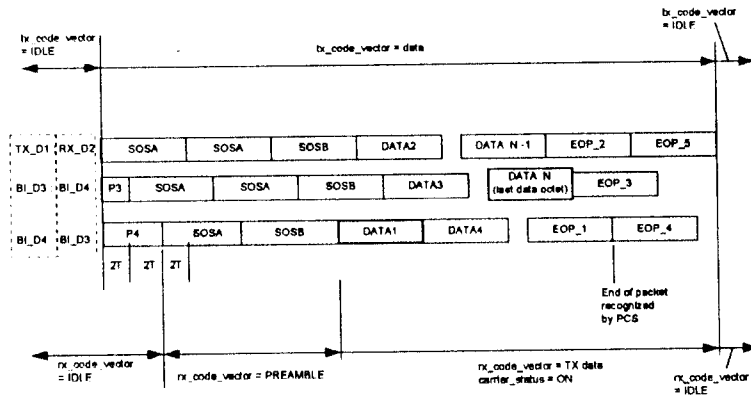 tx_code_vector
= IDLE
tx_code_vector = data
tx_code_vector
= IDLE
TX_D1 RX_D2 SOSA SOSA SOSB DATA2 DATA N -1 EOP_2 EOP_5
BI_D3 BI_D4 P3 SOSA SOSA SOSB DATA3 DATA N
(last data octet) EOP_3
BI_D4 BI_D3 P4 SOSA SOSB DATA1 DATA4 EOP_1 EOP_4
2T 2T 2T
End of packet
recognized
by PCS
rx_code_vector
= IDLE
rx_code_vector = PREAMBLE
rx_code_vector = TX data
carrier_status = ON
rx_code_vector
= IDLE